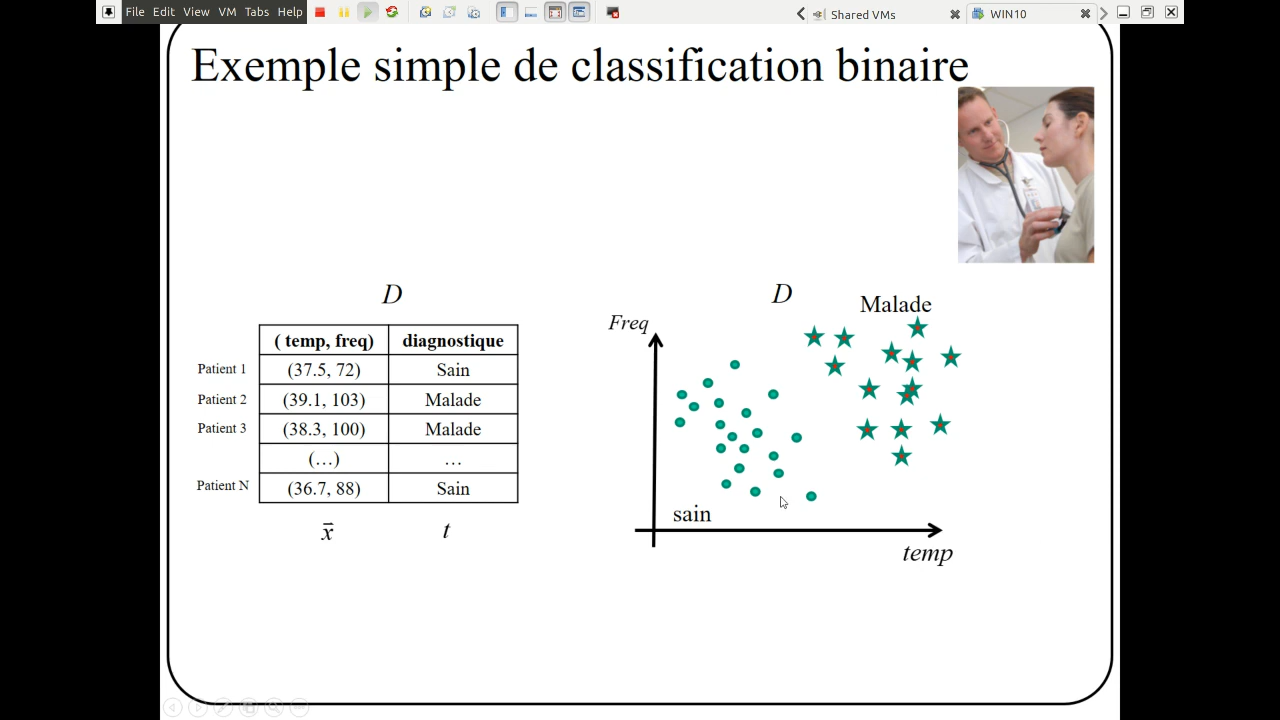 File Edit View VM Tabs Help
Shared VMs
WIN10
Exemple simple de classification binaire
D
( temp, freq) diagnostique
Patient 1 (37.5, 72) Sain
Patient 2 (39.1, 103) Malade
Patient 3 (38.3, 100) Malade
(…) …
Patient N (36.7, 88) Sain
x⃗ t
D
Malade
Freq
sain
temp